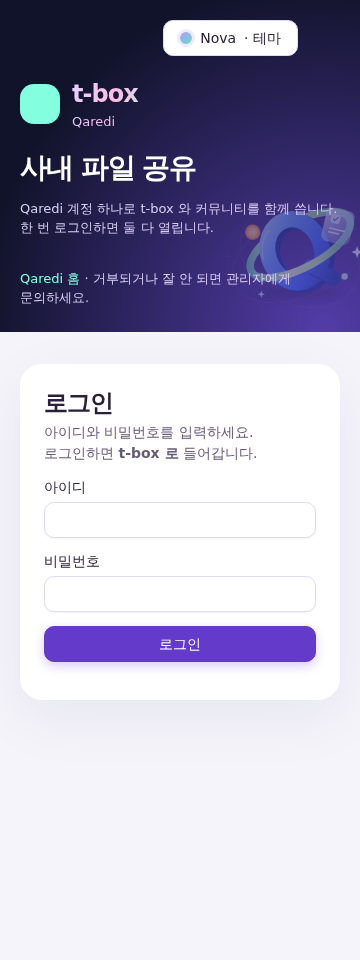 Nova · 테마
t-box
Qaredi
사내 파일 공유
Qaredi 계정 하나로 t-box 와 커뮤니티를 함께 씁니다.
한 번 로그인하면 둘 다 열립니다.
Qaredi 홈 · 거부되거나 잘 안 되면 관리자에게
문의하세요.
로그인
아이디와 비밀번호를 입력하세요.
로그인하면 t-box 로 들어갑니다.
아이디
비밀번호
로그인